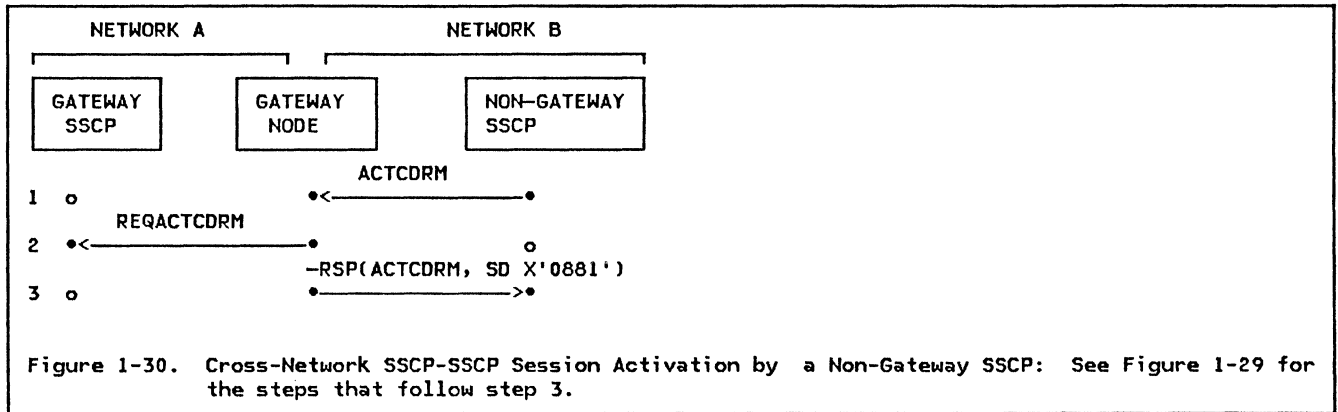 NETWORK A NETWORK B
GATEWAY SSCP GATEWAY NODE NON-GATEWAY SSCP
ACTCDRM
1 o •<————————•
REQACTCDRM
2 •<————————• o
-RSP(ACTCDRM, SD X'0881')
3 o •————————>•
Figure 1-30. Cross-Network SSCP-SSCP Session Activation by a Non-Gateway SSCP: See Figure 1-29 for
the steps that follow step 3.